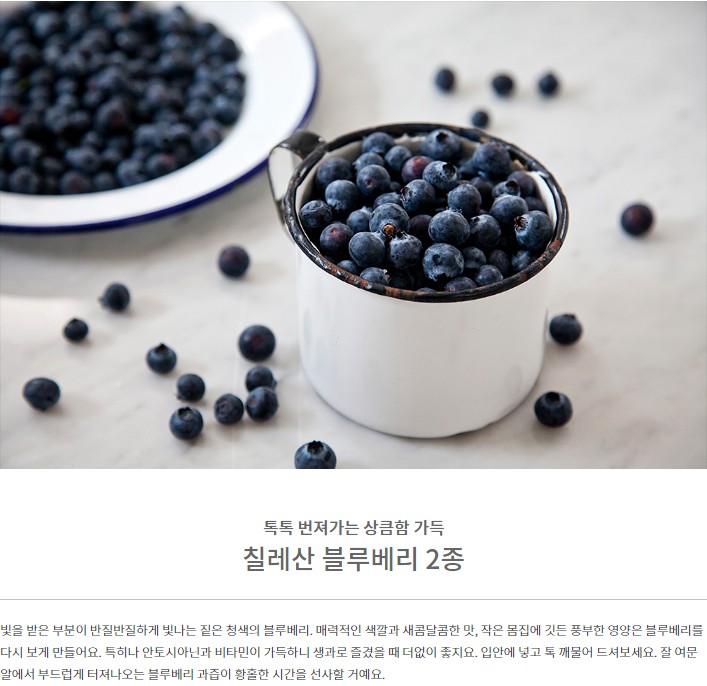 톡톡 번져가는 상큼함 가득
칠레산 블루베리 2종
빛을 받은 부분이 반질반질하게 빛나는 짙은 청색의 블루베리. 매력적인 색깔과 새콤달콤한 맛, 작은 몸집에 깃든 풍부한 영양은 블루베리를
다시 보게 만들어요. 특히나 안토시아닌과 비타민이 가득하니 생과로 즐겼을 때 더없이 좋지요. 입안에 넣고 톡 깨물어 드셔보세요. 잘 여문
알에서 부드럽게 터져나오는 블루베리 과즙이 황홀한 시간을 선사할 거예요.